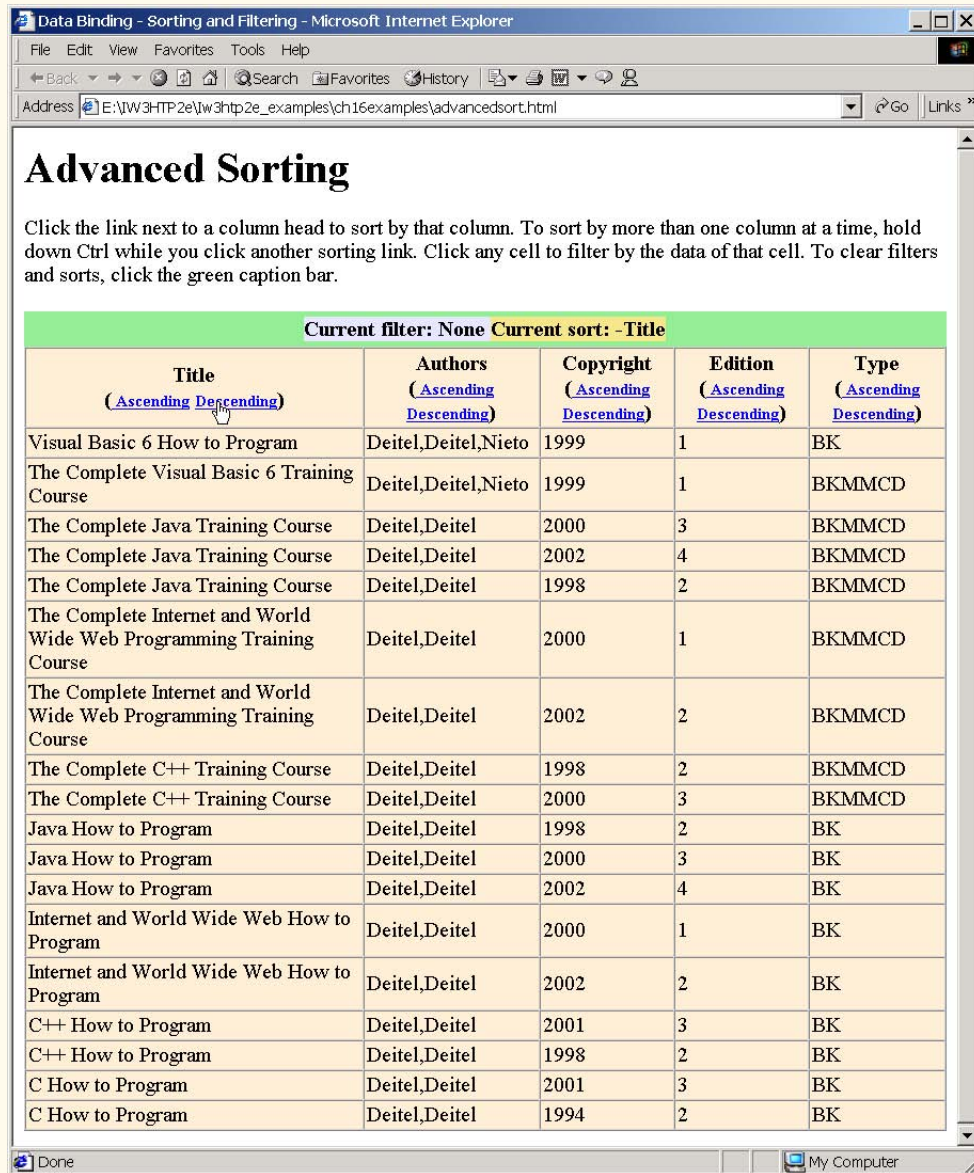 Data Binding - Sorting and Filtering - Microsoft Internet Explorer
File Edit View Favorites Tools Help
Back Search Favorites History
Address E:\IW3HTP2e\Iw3htp2e_examples\ch16examples\advancedsort.html Go Links »
Advanced Sorting
Click the link next to a column head to sort by that column. To sort by more than one column at a time, hold
down Ctrl while you click another sorting link. Click any cell to filter by the data of that cell. To clear filters
and sorts, click the green caption bar.
Current filter: None Current sort: -Title
Title Authors Copyright Edition Type
( Ascending Descending) ( Ascending Descending) ( Ascending Descending) ( Ascending Descending) ( Ascending Descending)
Visual Basic 6 How to Program Deitel,Deitel,Nieto 1999 1 BK
The Complete Visual Basic 6 Training
Course Deitel,Deitel,Nieto 1999 1 BKMMCD
The Complete Java Training Course Deitel,Deitel 2000 3 BKMMCD
The Complete Java Training Course Deitel,Deitel 2002 4 BKMMCD
The Complete Java Training Course Deitel,Deitel 1998 2 BKMMCD
The Complete Internet and World
Wide Web Programming Training Deitel,Deitel 2000 1 BKMMCD
Course
The Complete Internet and World
Wide Web Programming Training Deitel,Deitel 2002 2 BKMMCD
Course
The Complete C++ Training Course Deitel,Deitel 1998 2 BKMMCD
The Complete C++ Training Course Deitel,Deitel 2000 3 BKMMCD
Java How to Program Deitel,Deitel 1998 2 BK
Java How to Program Deitel,Deitel 2000 3 BK
Java How to Program Deitel,Deitel 2002 4 BK
Internet and World Wide Web How to
Program Deitel,Deitel 2000 1 BK
Internet and World Wide Web How to
Program Deitel,Deitel 2002 2 BK
C++ How to Program Deitel,Deitel 2001 3 BK
C++ How to Program Deitel,Deitel 1998 2 BK
C How to Program Deitel,Deitel 2001 3 BK
C How to Program Deitel,Deitel 1994 2 BK
Done My Computer